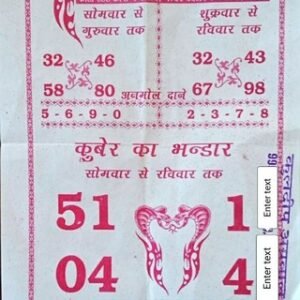 सोमवार से शुक्रवार से
गुरुवार तक रविवार तक
32 46 32 43
58 80 अनमोल दाने 67 98
5-6-9-0 2-3-7-8
कुबेर का भन्डार
सोमवार से रविवार तक
51 1
04 4
Enter text
Enter text